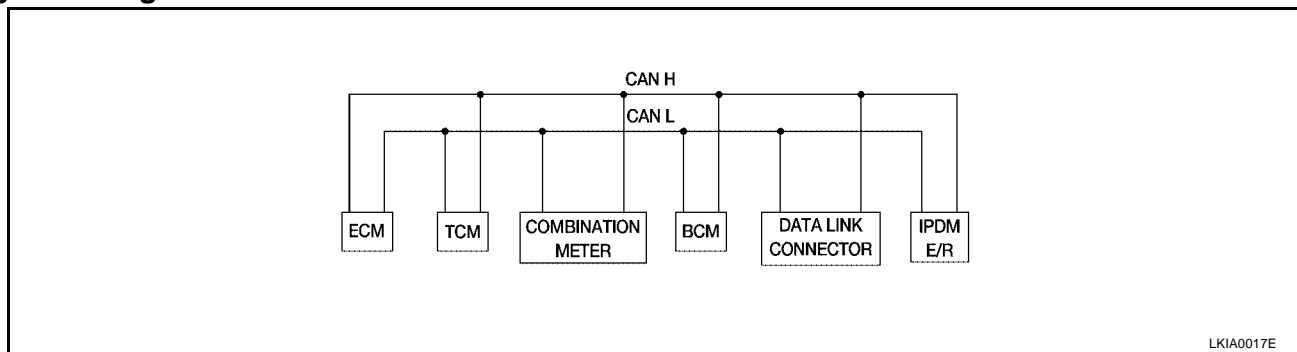 CAN H
CAN L
ECM
TCM
COMBINATION
METER
BCM
DATA LINK
CONNECTOR
IPDM
E/R
LKIA0017E